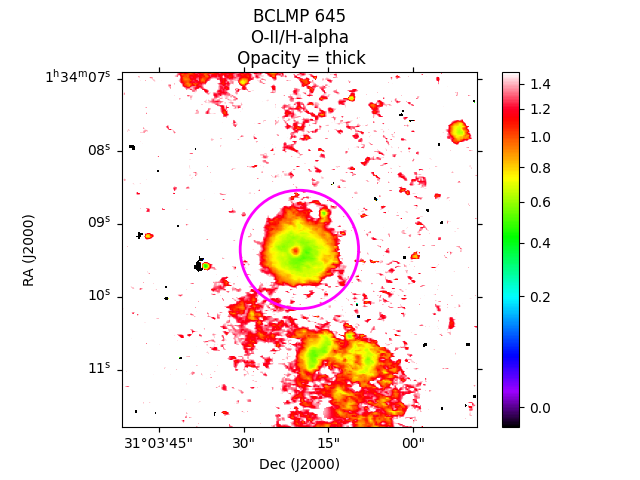 BCLMP 645
O-II/H-alpha
Opacity = thick
1ʰ34ᵐ07ˢ
08ˢ
09ˢ
10ˢ
11ˢ
RA (J2000)
31°03'45" 30" 15" 00"
Dec (J2000)
1.4
1.2
1.0
0.8
0.6
0.4
0.2
0.0